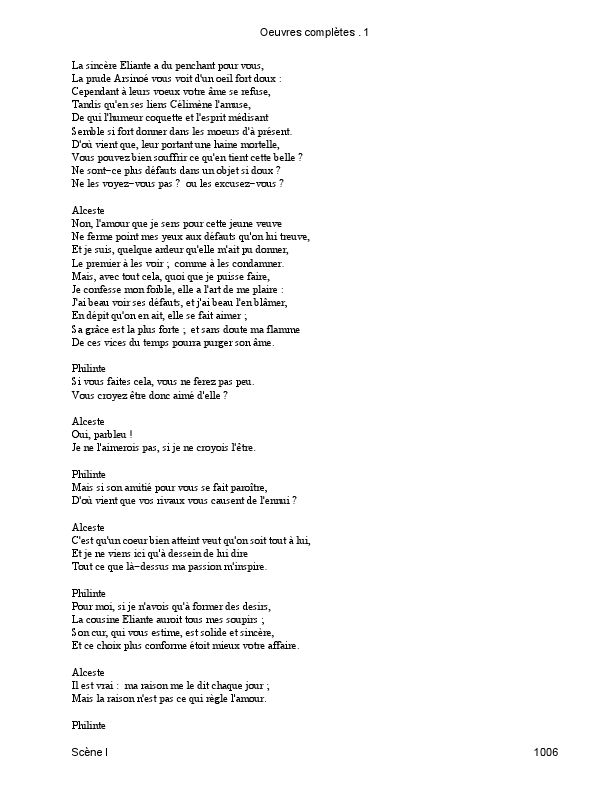 Oeuvres complètes . 1
La sincère Eliante a du penchant pour vous,
La prude Arsinoé vous voit d'un oeil fort doux :
Cependant à leurs voeux votre âme se refuse,
Tandis qu'en ses liens Célimène l'amuse,
De qui l'humeur coquette et l'esprit médisant
Semble si fort donner dans les moeurs d'à présent.
D'où vient que, leur portant une haine mortelle,
Vous pouvez bien souffrir ce qu'en tient cette belle ?
Ne sont−ce plus défauts dans un objet si doux ?
Ne les voyez−vous pas ? ou les excusez−vous ?
Alceste
Non, l'amour que je sens pour cette jeune veuve
Ne ferme point mes yeux aux défauts qu'on lui treuve,
Et je suis, quelque ardeur qu'elle m'ait pu donner,
Le premier à les voir ; comme à les condamner.
Mais, avec tout cela, quoi que je puisse faire,
Je confesse mon foible, elle a l'art de me plaire :
J'ai beau voir ses défauts, et j'ai beau l'en blâmer,
En dépit qu'on en ait, elle se fait aimer ;
Sa grâce est la plus forte ; et sans doute ma flamme
De ces vices du temps pourra purger son âme.
Philinte
Si vous faites cela, vous ne ferez pas peu.
Vous croyez être donc aimé d'elle ?
Alceste
Oui, parbleu !
Je ne l'aimerois pas, si je ne croyois l'être.
Philinte
Mais si son amitié pour vous se fait paroître,
D'où vient que vos rivaux vous causent de l'ennui ?
Alceste
C'est qu'un coeur bien atteint veut qu'on soit tout à lui,
Et je ne viens ici qu'à dessein de lui dire
Tout ce que là−dessus ma passion m'inspire.
Philinte
Pour moi, si je n'avois qu'à former des desirs,
La cousine Eliante auroit tous mes soupirs ;
Son cur, qui vous estime, est solide et sincère,
Et ce choix plus conforme étoit mieux votre affaire.
Alceste
Il est vrai : ma raison me le dit chaque jour ;
Mais la raison n'est pas ce qui règle l'amour.
Philinte
Scène I 1006